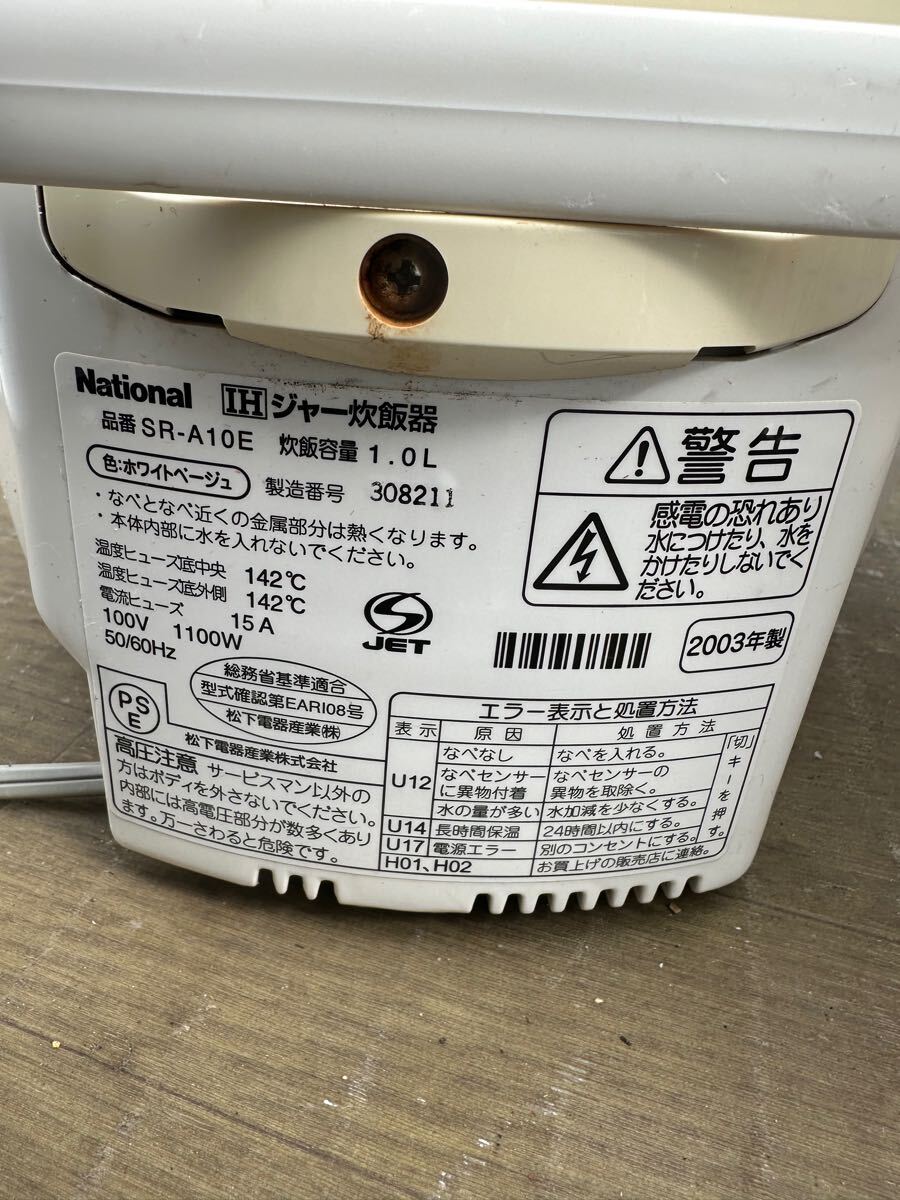 National IHジャー炊飯器
品番 SR-A10E 炊飯容量 1.0L
色:ホワイトベージュ 製造番号 308211
・なべとなべ近くの金属部分は熱くなります。
・本体内部に水を入れないでください。
温度ヒューズ底中央 142℃
温度ヒューズ底外側 142℃
電流ヒューズ 15A
100V 1100W
50/60Hz
JET
警告
感電の恐れあり
水につけたり、水を
かけたりしないでく
ださい。
2003年製
総務省基準適合
型式確認第EARI08号
松下電器産業㈱
PS
E
松下電器産業株式会社
高圧注意 サービスマン以外の
方はボディを外さないでください。
内部には高電圧部分が数多くあり
ます。万一さわると危険です。
エラー表示と処置方法
表示 原因 処置方法
U12 なべなし なべを入れる。
なべセンサー
に異物付着 なべセンサーの
異物を取除く。
水の量が多い 水加減を少なくする。
U14 長時間保温 24時間以内にする。
U17 電源エラー 別のコンセントにする。
H01、H02 お買上げの販売店に連絡。
「切」キーを押す。